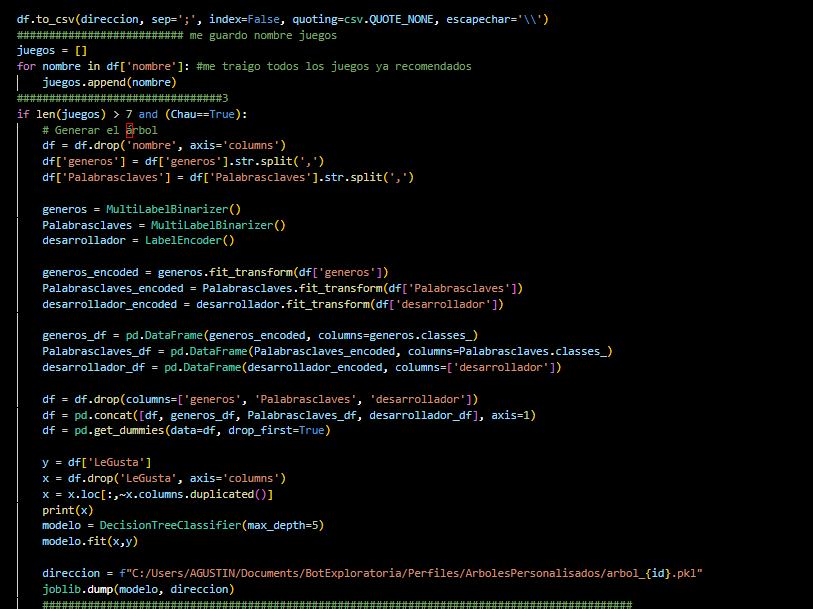 df.to_csv(direccion, sep=';', index=False, quoting=csv.QUOTE_NONE, escapechar='\\')
########################## me guardo nombre juegos
juegos = []
for nombre in df['nombre']: #me traigo todos los juegos ya recomendados
    juegos.append(nombre)
################################3
if len(juegos) > 7 and (Chau==True):
    # Generar el árbol
    df = df.drop('nombre', axis='columns')
    df['generos'] = df['generos'].str.split(',')
    df['Palabrasclaves'] = df['Palabrasclaves'].str.split(',')
    generos = MultiLabelBinarizer()
    Palabrasclaves = MultiLabelBinarizer()
    desarrollador = LabelEncoder()
    generos_encoded = generos.fit_transform(df['generos'])
    Palabrasclaves_encoded = Palabrasclaves.fit_transform(df['Palabrasclaves'])
    desarrollador_encoded = desarrollador.fit_transform(df['desarrollador'])
    generos_df = pd.DataFrame(generos_encoded, columns=generos.classes_)
    Palabrasclaves_df = pd.DataFrame(Palabrasclaves_encoded, columns=Palabrasclaves.classes_)
    desarrollador_df = pd.DataFrame(desarrollador_encoded, columns=['desarrollador'])
    df = df.drop(columns=['generos', 'Palabrasclaves', 'desarrollador'])
    df = pd.concat([df, generos_df, Palabrasclaves_df, desarrollador_df], axis=1)
    df = pd.get_dummies(data=df, drop_first=True)
    y = df['LeGusta']
    x = df.drop('LeGusta', axis='columns')
    x = x.loc[:,~x.columns.duplicated()]
    print(x)
    modelo = DecisionTreeClassifier(max_depth=5)
    modelo.fit(x,y)
    direccion = f"C:/Users/AGUSTIN/Documents/BotExploratoria/Perfiles/ArbolesPersonalisados/arbol_{id}.pkl"
    joblib.dump(modelo, direccion)
    ############################################################################################